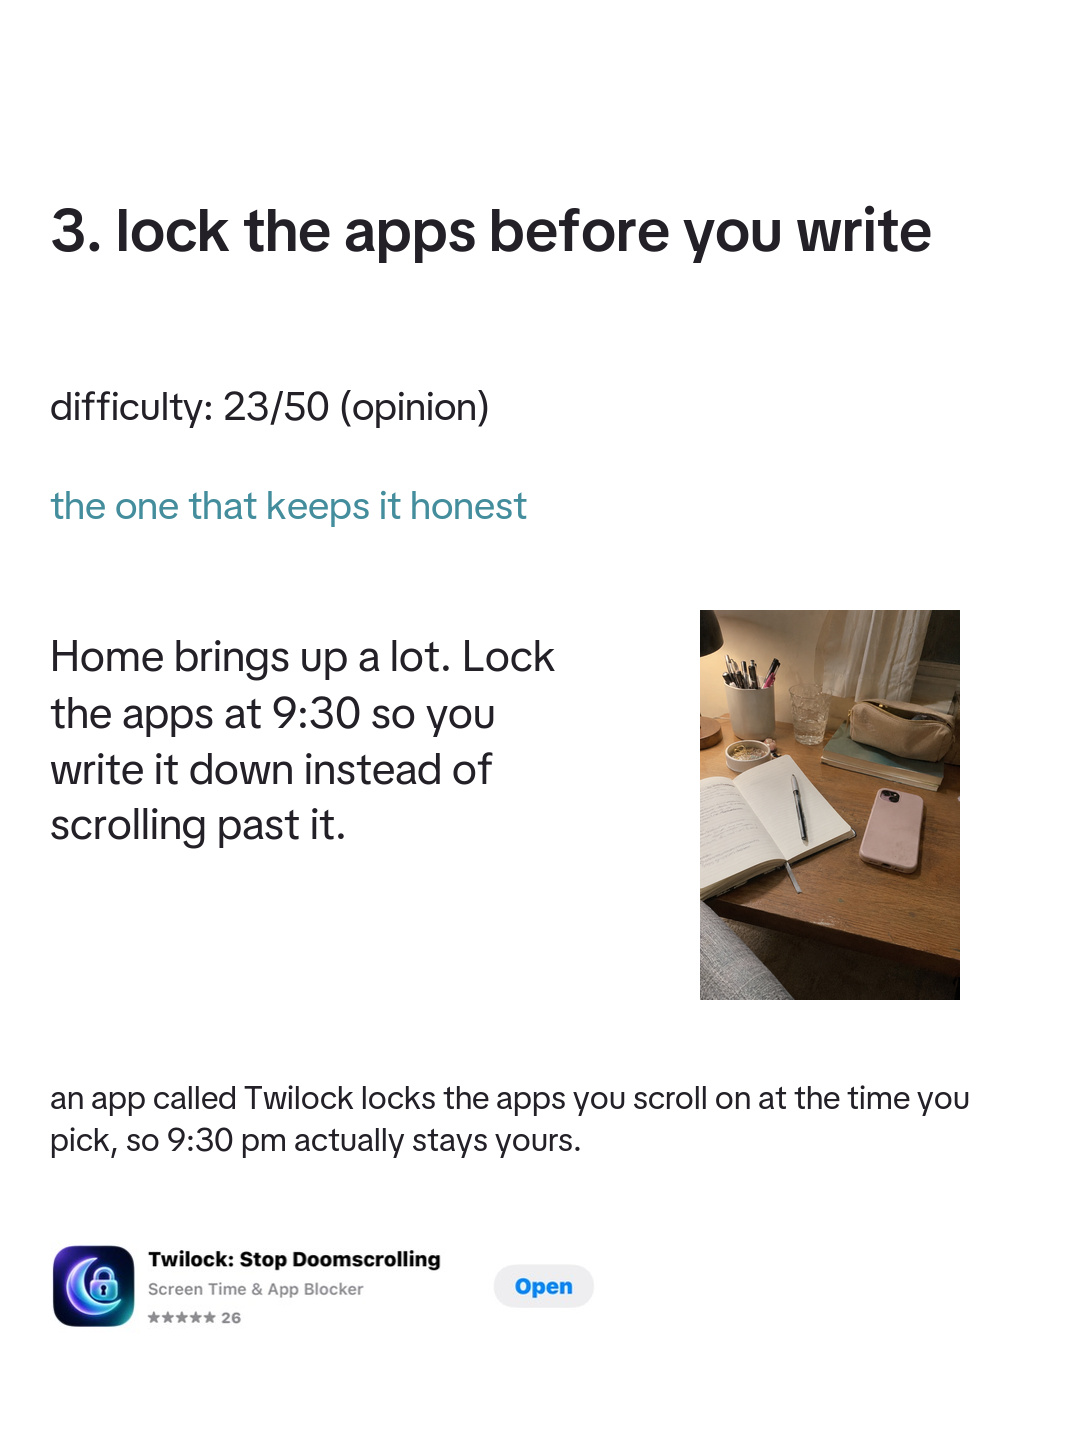 3. lock the apps before you write
difficulty: 23/50 (opinion)
the one that keeps it honest
Home brings up a lot. Lock
the apps at 9:30 so you
write it down instead of
scrolling past it.
an app called Twilock locks the apps you scroll on at the time you
pick, so 9:30 pm actually stays yours.
Twilock: Stop Doomscrolling
Screen Time & App Blocker
★★★★★ 26
Open